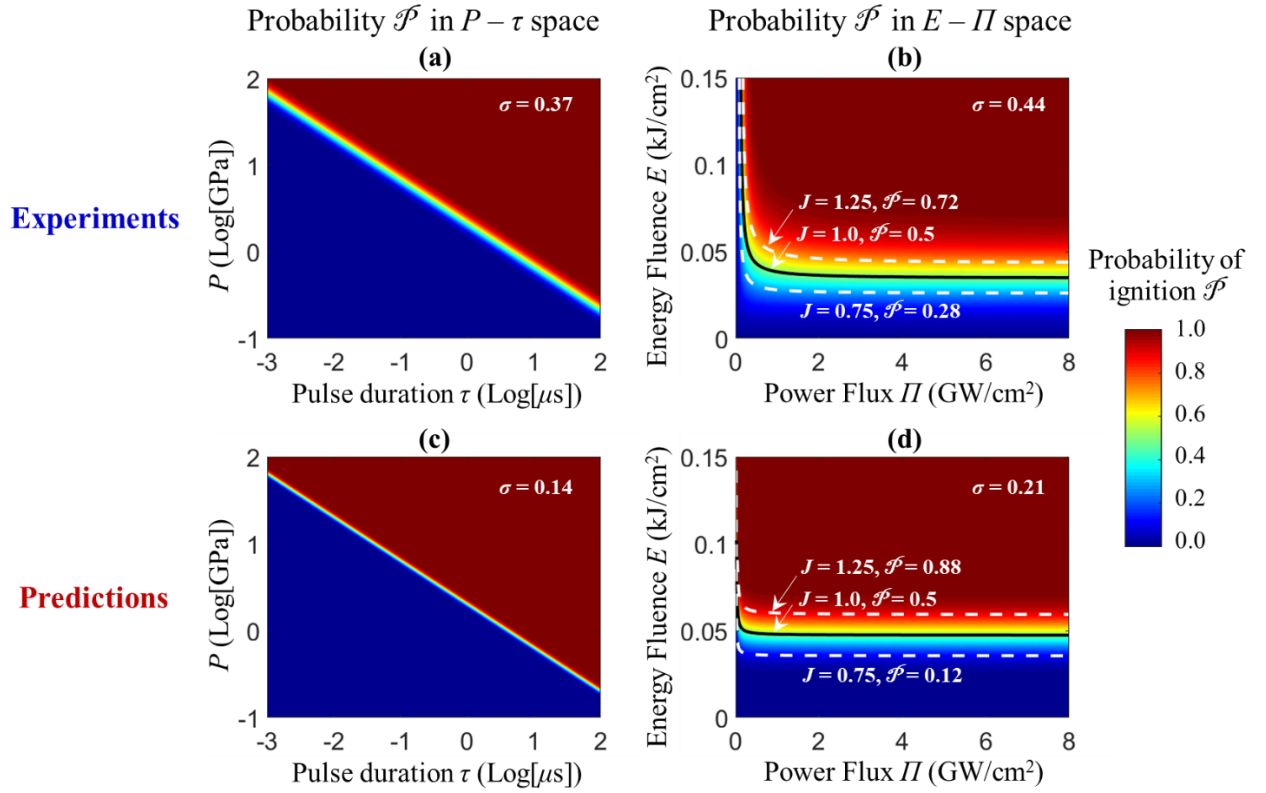 Probability 𝒫 in P – τ space
Probability 𝒫 in E – Π space
(a)
(b)
Experiments
P (Log[GPa])
2
1
0
-1
σ = 0.37
-3
-2
-1
0
1
2
Pulse duration τ (Log[μs])
Energy Fluence E (kJ/cm²)
0.15
0.1
0.05
0
σ = 0.44
J = 1.25, 𝒫 = 0.72
J = 1.0, 𝒫 = 0.5
J = 0.75, 𝒫 = 0.28
0
2
4
6
8
Power Flux Π (GW/cm²)
Probability of
ignition 𝒫
1.0
0.8
0.6
0.4
0.2
0.0
(c)
(d)
Predictions
P (Log[GPa])
2
1
0
-1
σ = 0.14
-3
-2
-1
0
1
2
Pulse duration τ (Log[μs])
Energy Fluence E (kJ/cm²)
0.15
0.1
0.05
0
σ = 0.21
J = 1.25, 𝒫 = 0.88
J = 1.0, 𝒫 = 0.5
J = 0.75, 𝒫 = 0.12
0
2
4
6
8
Power Flux Π (GW/cm²)